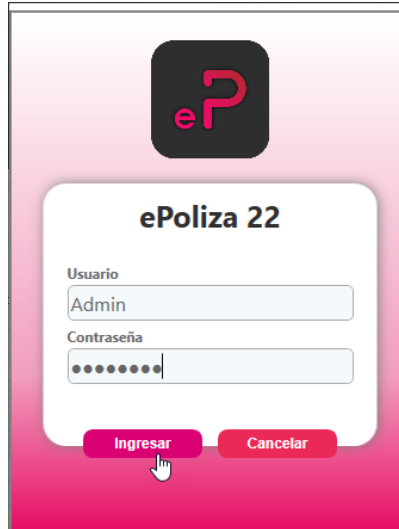 eP
ePoliza 22
Usuario
Admin
Contraseña
••••••••
Ingresar
Cancelar